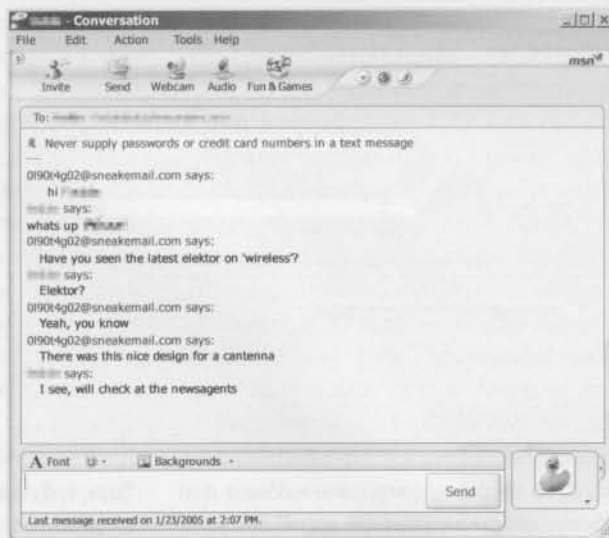 - Conversation
File Edit Action Tools Help
msn
Invite Send Webcam Audio Fun & Games
To:
Never supply passwords or credit card numbers in a text message
0l90t4g02@sneakemail.com says:
hi
says:
whats up
0l90t4g02@sneakemail.com says:
Have you seen the latest elektor on 'wireless'?
says:
Elektor?
0l90t4g02@sneakemail.com says:
Yeah, you know
0l90t4g02@sneakemail.com says:
There was this nice design for a cantenna
says:
I see, will check at the newsagents
A Font Backgrounds
Send
Last message received on 1/23/2005 at 2:07 PM.